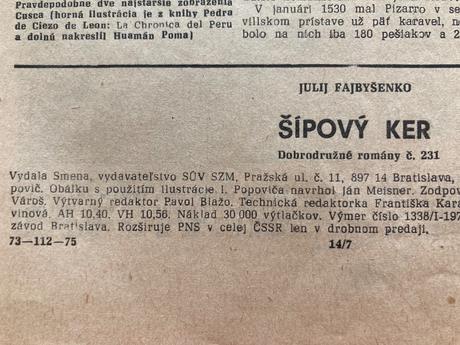 Pravdepodobne dve najstaršie zobrazenia
Cusca (horná ilustrácia je z knihy Pedra
de Ciezo de Leon: La Chronica del Peru
a dolnú nakreslil Huamán Poma)
V januári 1530 mal Pizarro v se
villskom prístave už päť karavel, n
bolo na nich iba 180 pešiakov a 2
JULIJ FAJBYŠENKO
ŠÍPOVÝ KER
Dobrodružné romány č. 231
Vydala Smena, vydavateľstvo SÚV SZM, Pražská ul. č. 11, 897 14 Bratislava,
povič. Obálku s použitím ilustrácie I. Popoviča navrhol Ján Meisner. Zodpov
Vároš. Výtvarný redaktor Pavol Blažo. Technická redaktorka Františka Kara
vinová. AH 10,40. VH 10,56. Náklad 30 000 výtlačkov. Výmer číslo 1338/I-197
závod Bratislava. Rozširuje PNS v celej ČSSR len v drobnom predaji.
73—112—75
14/7